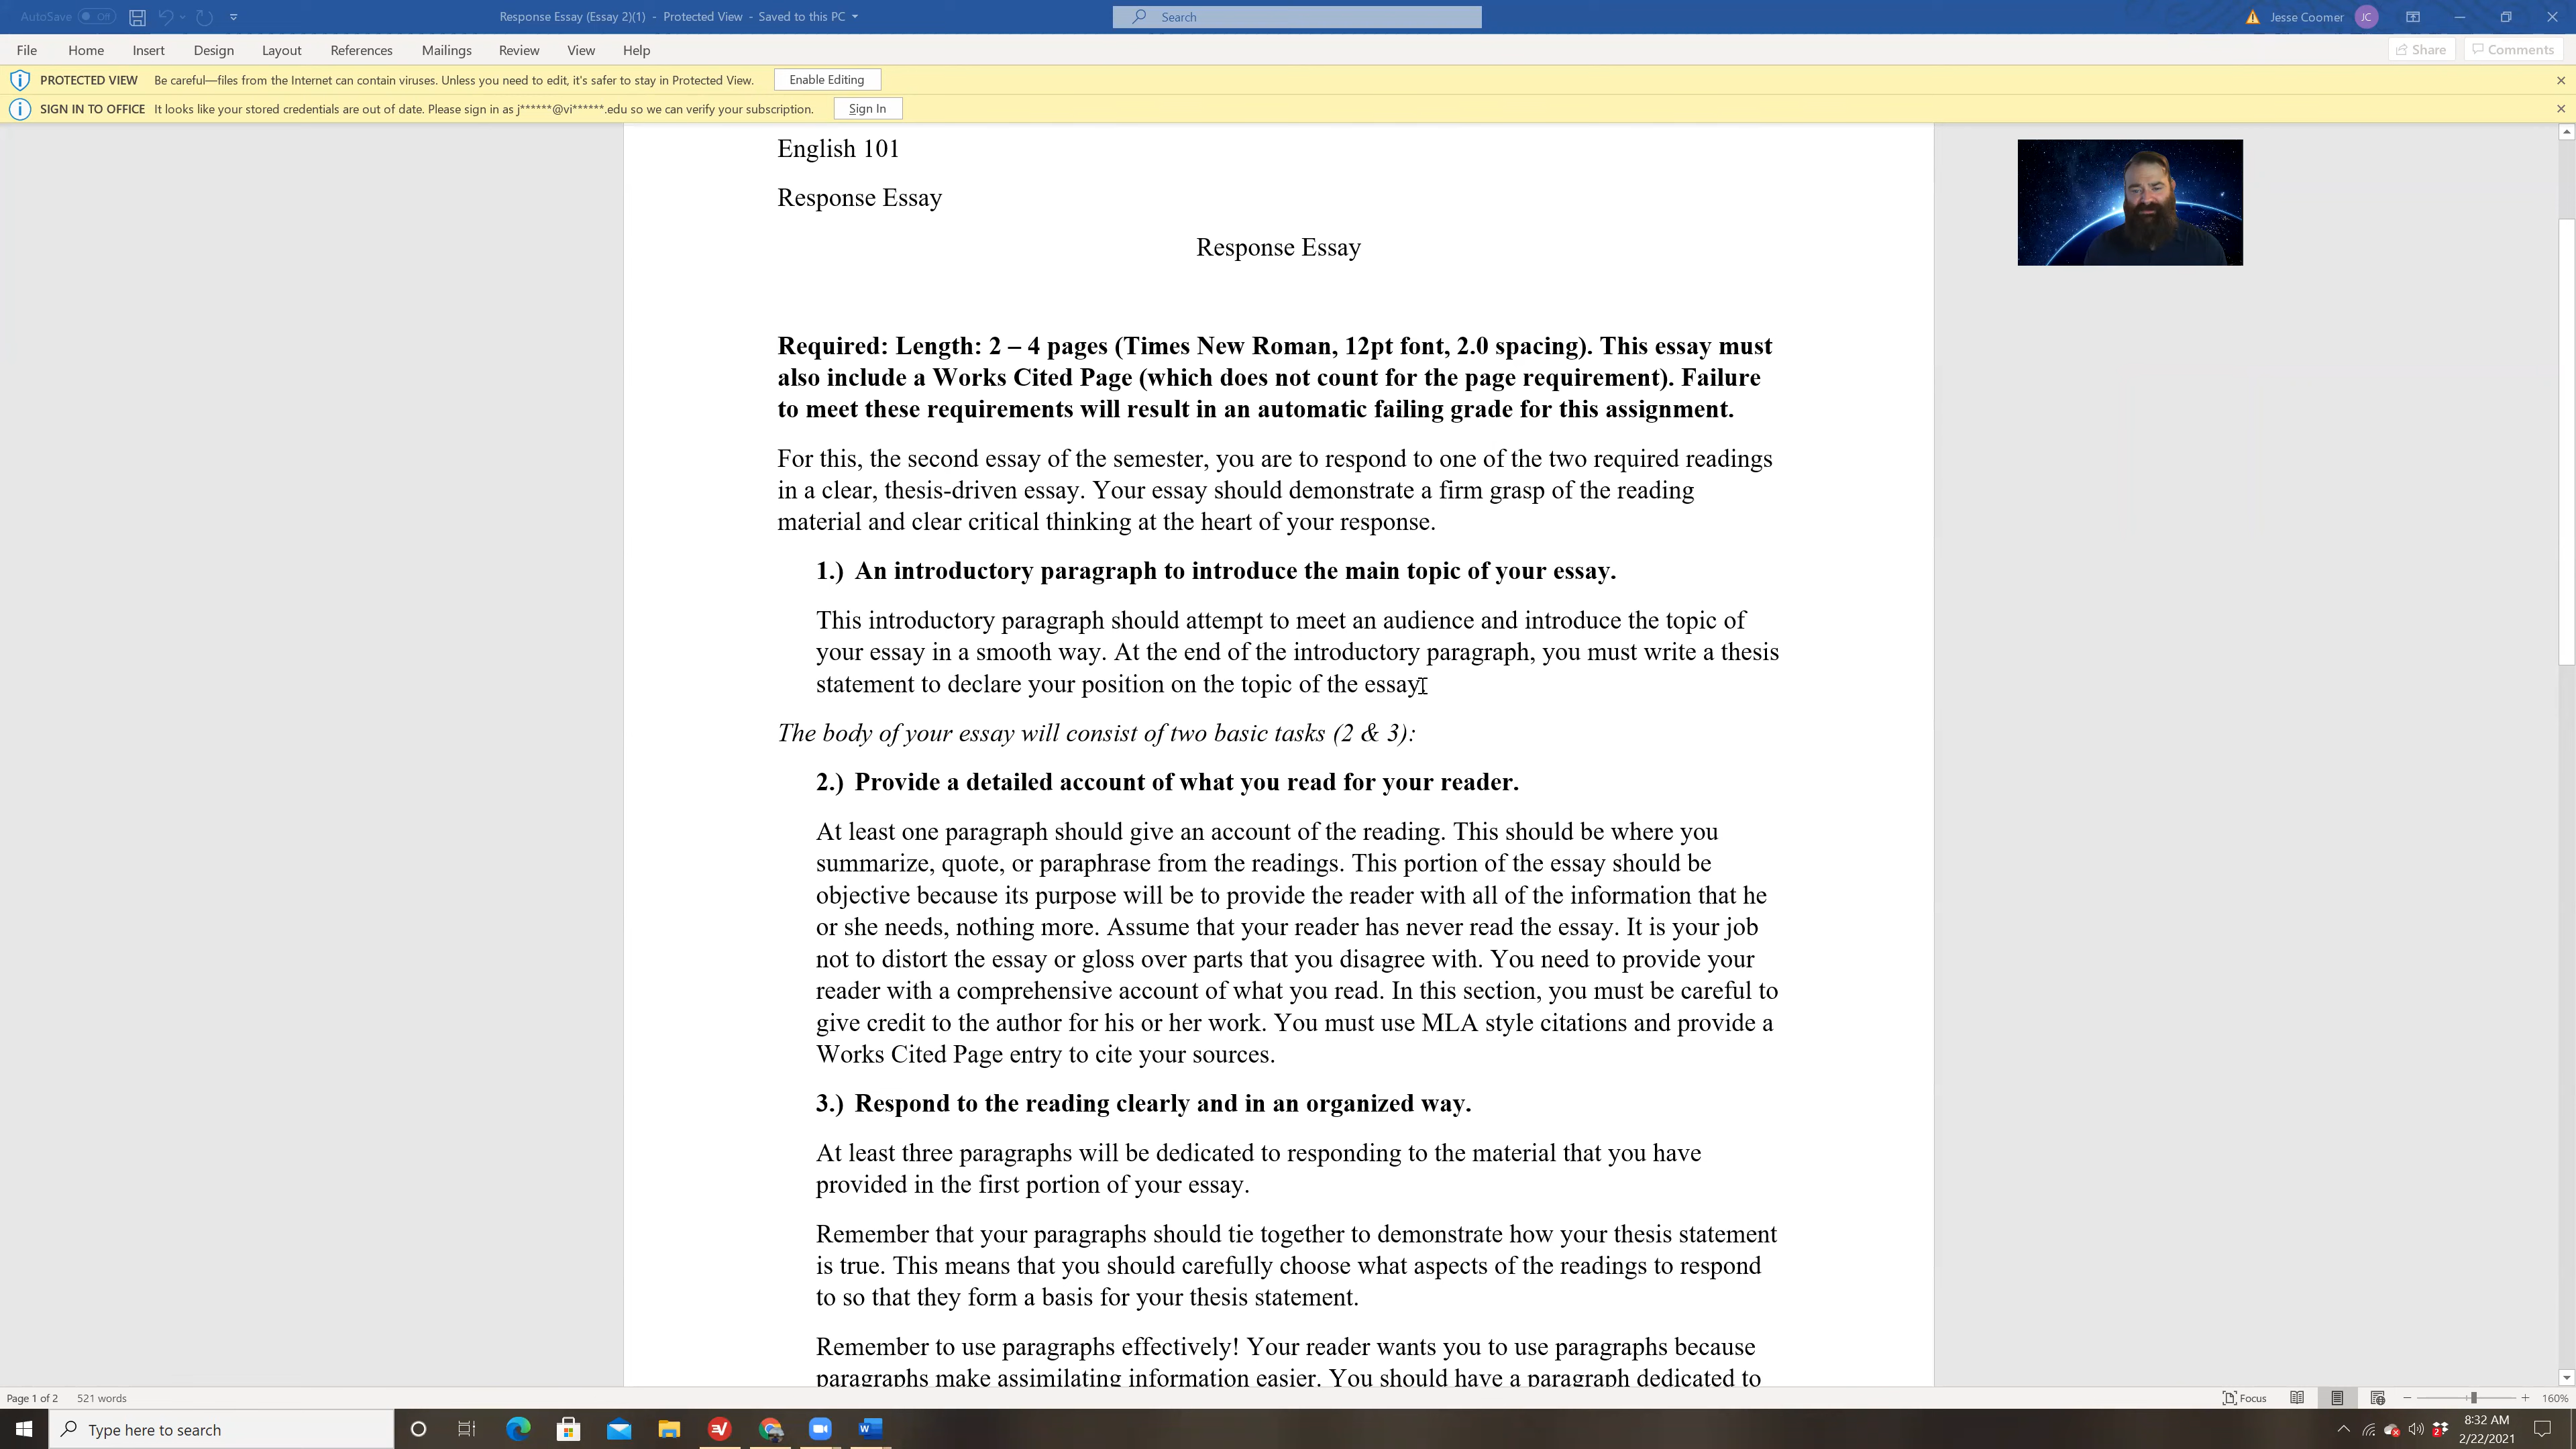 AutoSave Off
Response Essay (Essay 2)(1) - Protected View - Saved to this PC
Search
Jesse Coomer JC
File Home Insert Design Layout References Mailings Review View Help
Share Comments
PROTECTED VIEW Be careful—files from the Internet can contain viruses. Unless you need to edit, it's safer to stay in Protected View. Enable Editing
SIGN IN TO OFFICE It looks like your stored credentials are out of date. Please sign in as j******@vi******.edu so we can verify your subscription. Sign In
English 101
Response Essay
Response Essay
Required: Length: 2 – 4 pages (Times New Roman, 12pt font, 2.0 spacing). This essay must
also include a Works Cited Page (which does not count for the page requirement). Failure
to meet these requirements will result in an automatic failing grade for this assignment.
For this, the second essay of the semester, you are to respond to one of the two required readings
in a clear, thesis-driven essay. Your essay should demonstrate a firm grasp of the reading
material and clear critical thinking at the heart of your response.
1.) An introductory paragraph to introduce the main topic of your essay.
This introductory paragraph should attempt to meet an audience and introduce the topic of
your essay in a smooth way. At the end of the introductory paragraph, you must write a thesis
statement to declare your position on the topic of the essay.
The body of your essay will consist of two basic tasks (2 & 3):
2.) Provide a detailed account of what you read for your reader.
At least one paragraph should give an account of the reading. This should be where you
summarize, quote, or paraphrase from the readings. This portion of the essay should be
objective because its purpose will be to provide the reader with all of the information that he
or she needs, nothing more. Assume that your reader has never read the essay. It is your job
not to distort the essay or gloss over parts that you disagree with. You need to provide your
reader with a comprehensive account of what you read. In this section, you must be careful to
give credit to the author for his or her work. You must use MLA style citations and provide a
Works Cited Page entry to cite your sources.
3.) Respond to the reading clearly and in an organized way.
At least three paragraphs will be dedicated to responding to the material that you have
provided in the first portion of your essay.
Remember that your paragraphs should tie together to demonstrate how your thesis statement
is true. This means that you should carefully choose what aspects of the readings to respond
to so that they form a basis for your thesis statement.
Remember to use paragraphs effectively! Your reader wants you to use paragraphs because
paragraphs make assimilating information easier. You should have a paragraph dedicated to
Page 1 of 2 521 words
Focus
160%
Type here to search
8:32 AM
2/22/2021